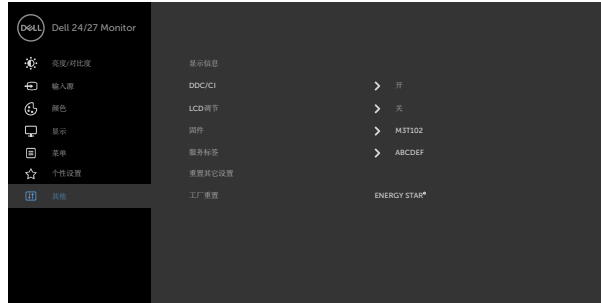 DELL Dell 24/27 Monitor
亮度/对比度 显示信息
输入源 DDC/CI 开
颜色 LCD调节 关
显示 固件 M3T102
菜单 服务标签 ABCDEF
个性设置 重置其它设置
其他 工厂重置 ENERGY STAR®